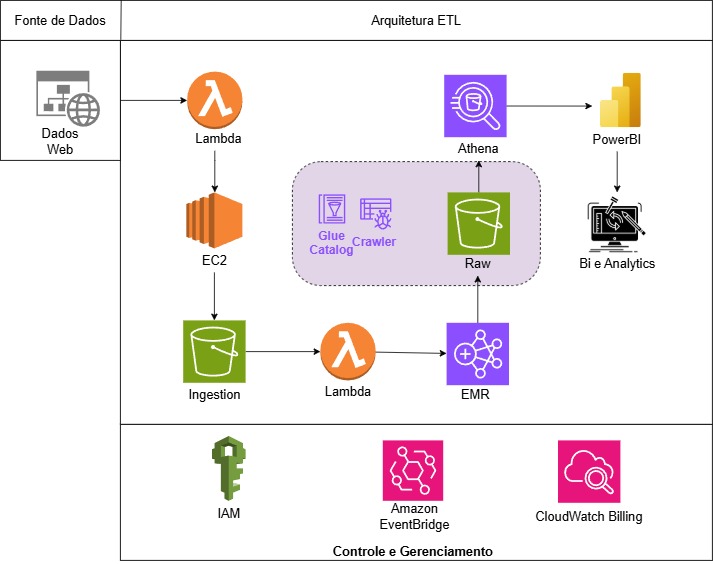 Fonte de Dados
Arquitetura ETL
Dados
Web
Lambda
Athena
PowerBI
EC2
Glue
Catalog
Crawler
Raw
Bi e Analytics
Ingestion
Lambda
EMR
IAM
Amazon
EventBridge
CloudWatch Billing
Controle e Gerenciamento